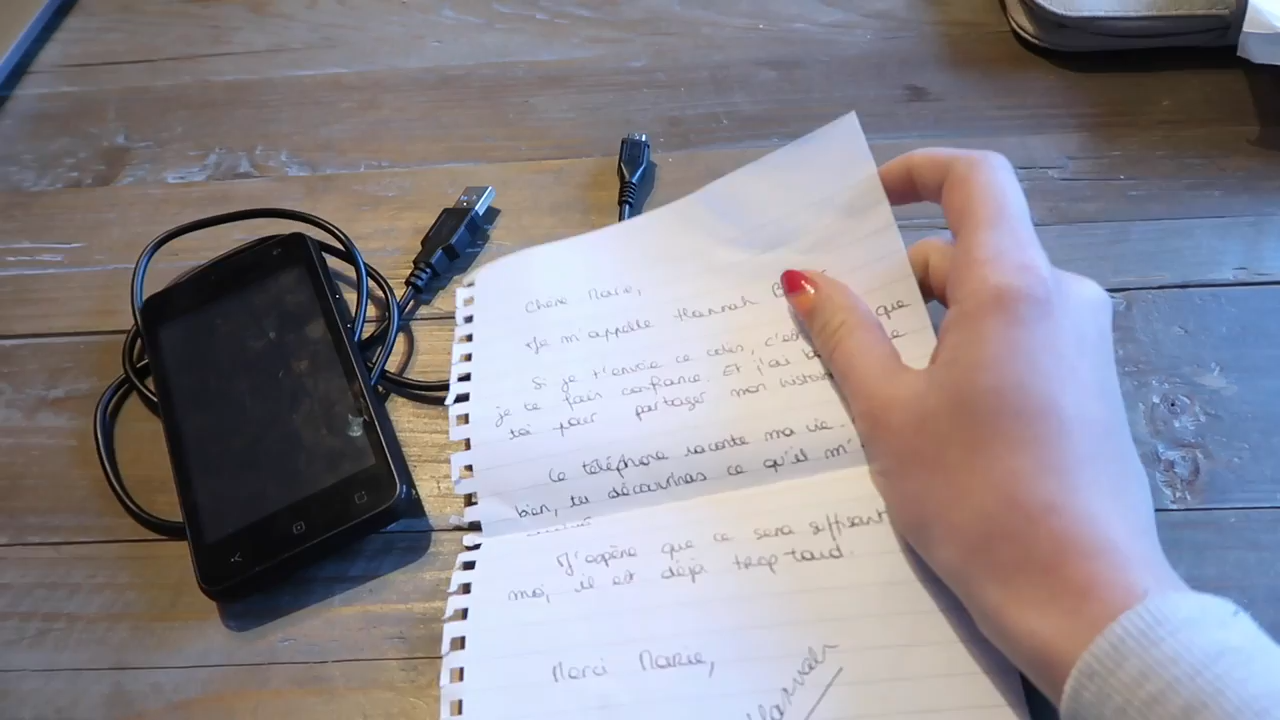 Chère Marie,
Je m'appelle Hannah B
Si je t'envoie ce colis, c'est que
je te fais confiance. Et j'ai
toi pour partager mon histoire
Ce téléphone raconte ma vie.
bien, tu découvriras ce qu'il m'
J'espère que ce sera suffisant
moi, il est déjà trop tard.
Merci Marie,
Hannah